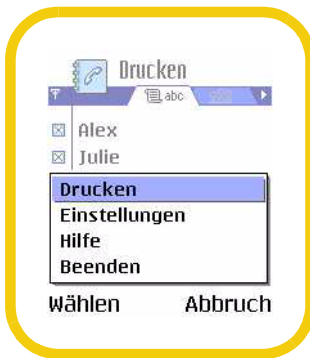 Drucken
abc
Alex
Julie
Drucken
Einstellungen
Hilfe
Beenden
Wählen Abbruch